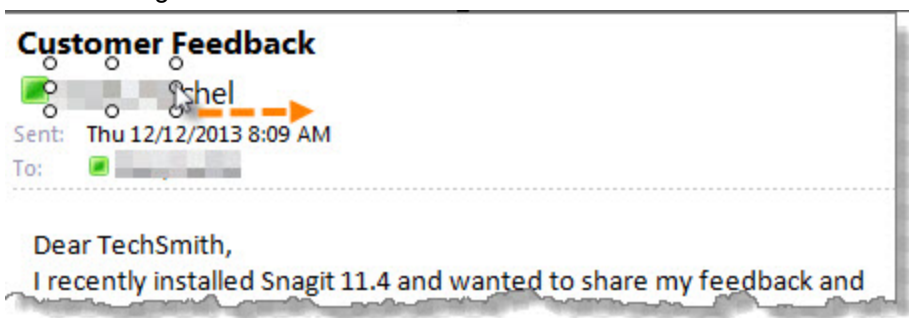 Customer Feedback
chel
Sent: Thu 12/12/2013 8:09 AM
To:
Dear TechSmith,
I recently installed Snagit 11.4 and wanted to share my feedback and